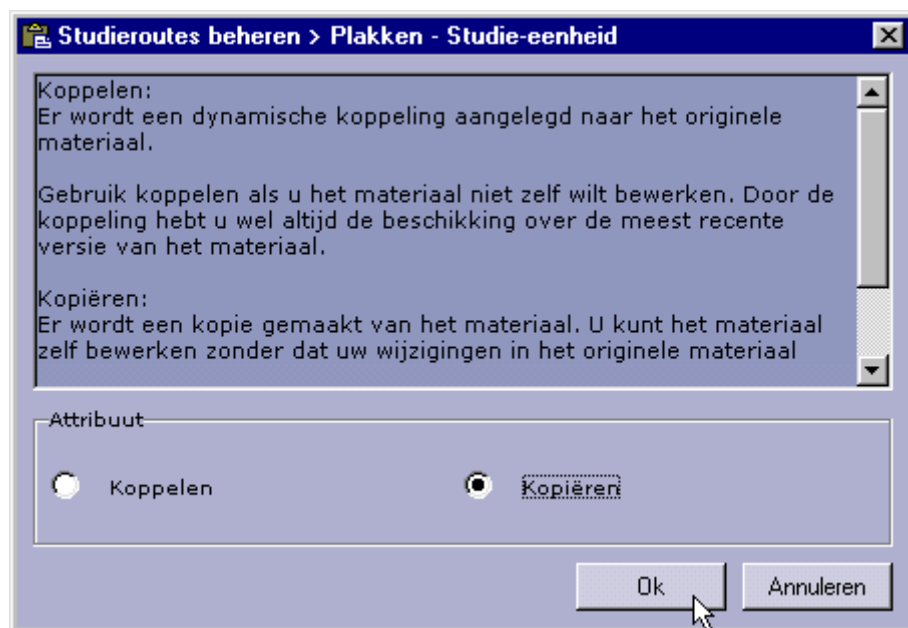 Studieroutes beheren > Plakken - Studie-eenheid
Koppelen:
Er wordt een dynamische koppeling aangelegd naar het originele
materiaal.
Gebruik koppelen als u het materiaal niet zelf wilt bewerken. Door de
koppeling hebt u wel altijd de beschikking over de meest recente
versie van het materiaal.
Kopiëren:
Er wordt een kopie gemaakt van het materiaal. U kunt het materiaal
zelf bewerken zonder dat uw wijzigingen in het originele materiaal
Attribuut
Koppelen
Kopiëren
Ok
Annuleren